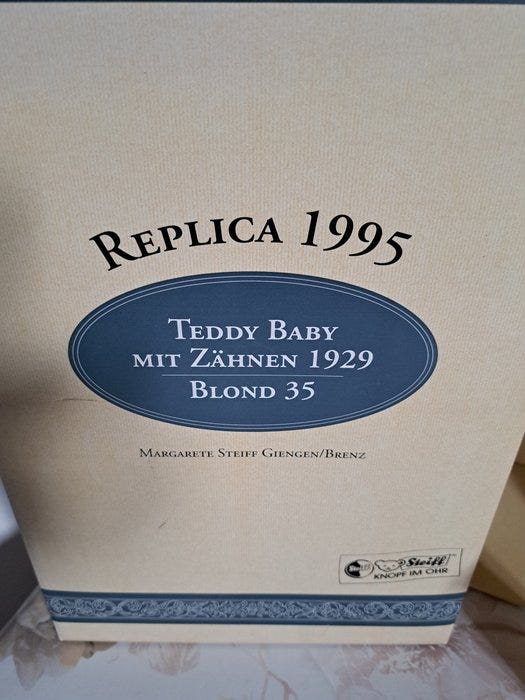 REPLICA 1995
TEDDY BABY
MIT ZÄHNEN 1929
BLOND 35
MARGARETE STEIFF GIENGEN/BRENZ
Steiff
KNOPF IM OHR